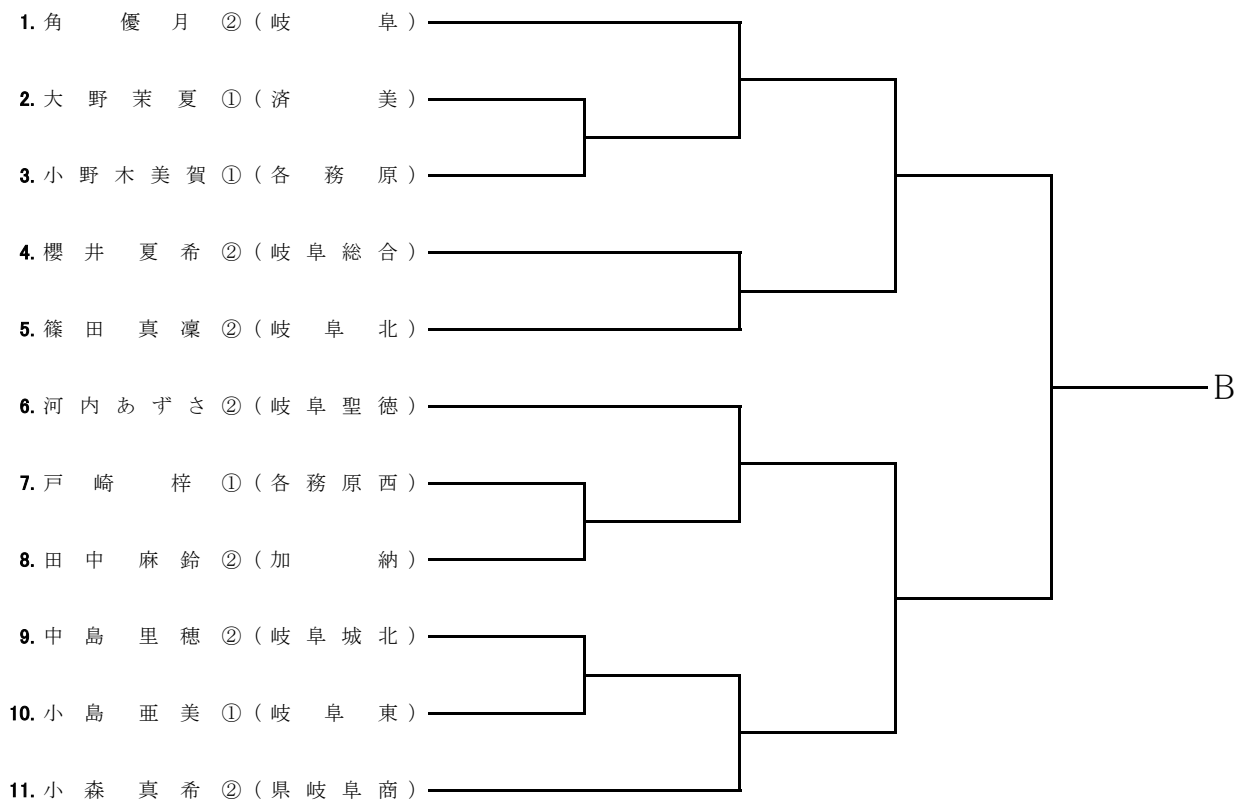 1. 角 優月 ② (岐阜)
2. 大野 茉夏 ① (済美)
3. 小野木美賀 ① (各務原)
4. 櫻井 夏希 ② (岐阜総合)
5. 篠田 真凜 ② (岐阜北)
6. 河内あずさ ② (岐阜聖徳)
B
7. 戸崎 梓 ① (各務原西)
8. 田中 麻鈴 ② (加納)
9. 中島 里穂 ② (岐阜城北)
10. 小島 亜美 ① (岐阜東)
11. 小森 真希 ② (県岐阜商)